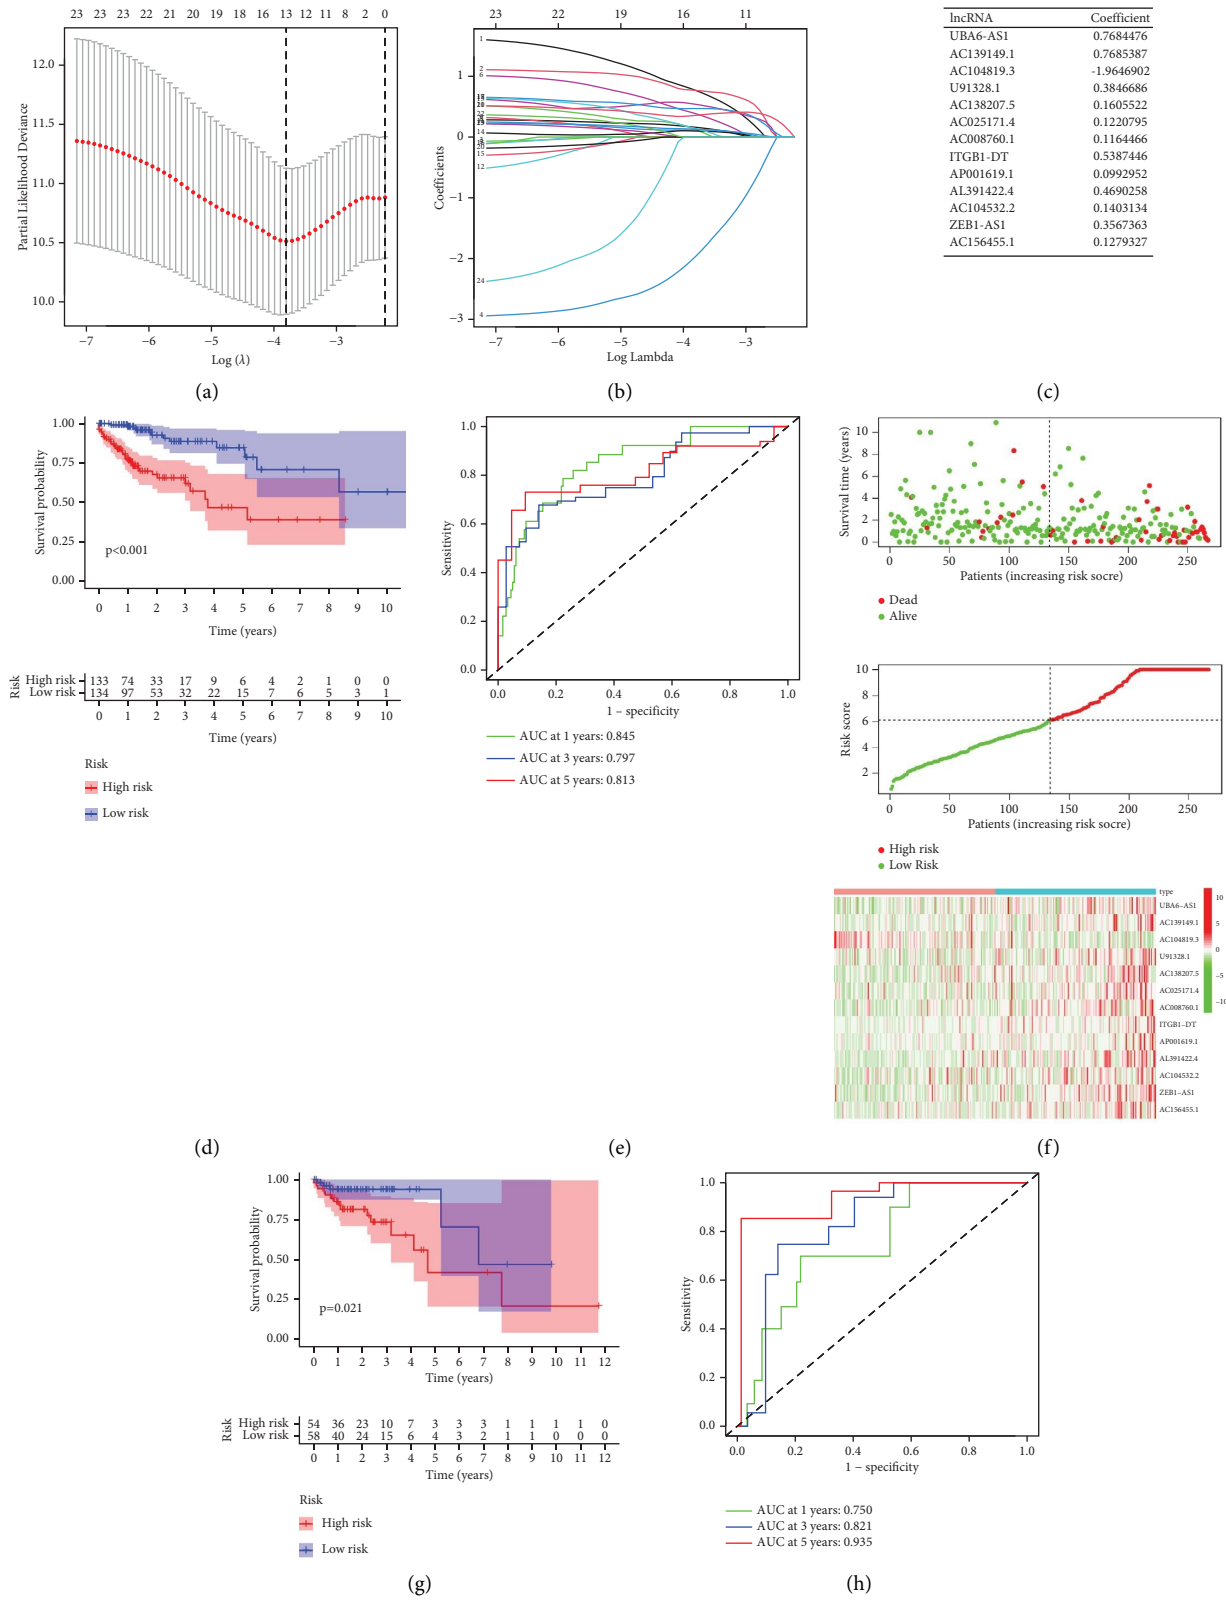 23 23 23 22 21 20 19 18 16 13 12 11 8 2 0
Partial Likelihood Deviance
12.0
11.5
11.0
10.5
10.0
−7 −6 −5 −4 −3
Log (λ)
(a)
23 22 19 16 11
Coefficients
1
0
−1
−2
−3
1
2
6
14
20
15
12
24
4
−7 −6 −5 −4 −3
Log Lambda
(b)
lncRNA Coefficient
UBA6-AS1 0.7684476
AC139149.1 0.7685387
AC104819.3 -1.9646902
U91328.1 0.3846686
AC138207.5 0.1605522
AC025171.4 0.1220795
AC008760.1 0.1164466
ITGB1-DT 0.5387446
AP001619.1 0.0992952
AL391422.4 0.4690258
AC104532.2 0.1403134
ZEB1-AS1 0.3567363
AC156455.1 0.1279327
(c)
Survival probability
1.00
0.75
0.50
0.25
0.00
p<0.001
0 1 2 3 4 5 6 7 8 9 10
Time (years)
Risk
High risk 133 74 33 17 9 6 4 2 1 0 0
Low risk 134 97 53 32 22 15 7 6 5 3 1
0 1 2 3 4 5 6 7 8 9 10
Time (years)
Risk
High risk
Low risk
(d)
Sensitivity
1.0
0.8
0.6
0.4
0.2
0.0
0.0 0.2 0.4 0.6 0.8 1.0
1 − specificity
AUC at 1 years: 0.845
AUC at 3 years: 0.797
AUC at 5 years: 0.813
(e)
Survival time (years)
10
8
6
4
2
0
0 50 100 150 200 250
Patients (increasing risk socre)
Dead
Alive
Risk score
10
8
6
4
2
0 50 100 150 200 250
Patients (increasing risk socre)
High risk
Low Risk
type
UBA6−AS1
AC139149.1
AC104819.3
U91328.1
AC138207.5
AC025171.4
AC008760.1
ITGB1−DT
AP001619.1
AL391422.4
AC104532.2
ZEB1−AS1
AC156455.1
10
5
0
−5
−10
(f)
Survival probability
1.00
0.75
0.50
0.25
0.00
p=0.021
0 1 2 3 4 5 6 7 8 9 10 11 12
Time (years)
Risk
High risk 54 36 23 10 7 3 3 3 1 1 1 1 0
Low risk 58 40 24 15 6 4 3 2 1 1 0 0 0
0 1 2 3 4 5 6 7 8 9 10 11 12
Time (years)
Risk
High risk
Low risk
(g)
Sensitivity
1.0
0.8
0.6
0.4
0.2
0.0
0.0 0.2 0.4 0.6 0.8 1.0
1 − specificity
AUC at 1 years: 0.750
AUC at 3 years: 0.821
AUC at 5 years: 0.935
(h)